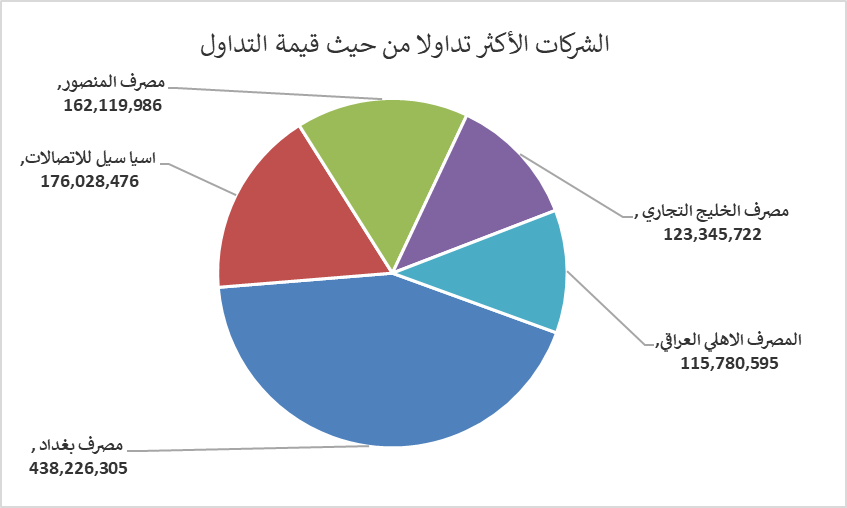 الشركات الأكثر تداولا من حيث قيمة التداول
مصرف المنصور,
162,119,986
اسيا سيل للاتصالات,
176,028,476
مصرف الخليج التجاري ,
123,345,722
المصرف الاهلي العراقي,
115,780,595
مصرف بغداد ,
438,226,305